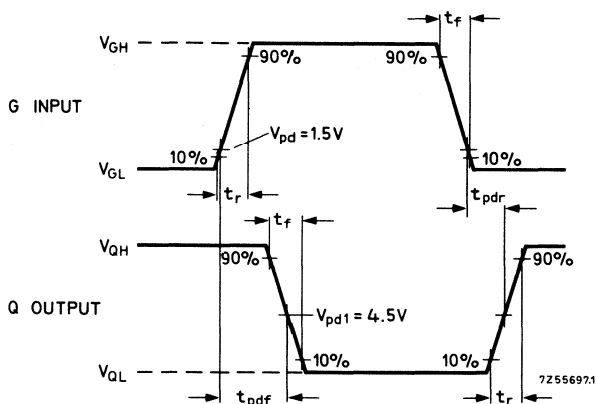 t_f
V_GH
90%
90%
G INPUT
V_pd = 1.5V
10%
10%
V_GL
t_r
t_pdr
t_f
V_QH
90%
90%
Q OUTPUT
V_pd1 = 4.5V
10%
10%
V_QL
7Z55697.1
t_pdf
t_r